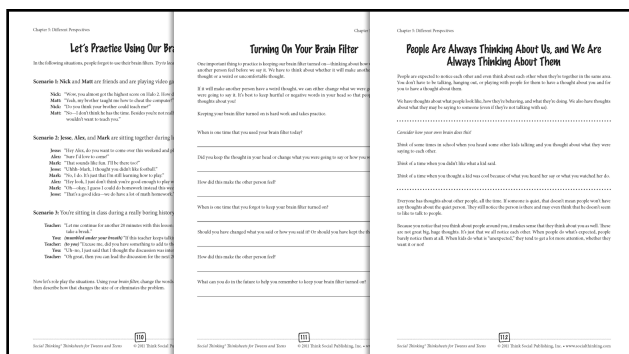 Chapter 5: Different Perspectives
Let's Practice Using Our Bra
In the following situations, people forgot to use their brain filters. Try to loca
Scenario 1: Nick and Matt are friends and are playing video ga
Nick: "Wow, you almost got the highest score on Halo 2. How d
Matt: "Yeah, my brother taught me how to cheat the computer!"
Nick: "Do you think your brother could teach me?"
Matt: "No—I don't think he has the time. Besides you're not reall
wouldn't want to teach you."
Scenario 2: Jesse, Alex, and Mark are sitting together during l
Jesse: "Hey Alex, do you want to come over this weekend and pl
Alex: "Sure I'd love to come!"
Mark: "That sounds like fun. I'll be there too!"
Jesse: "Uhhh–Mark, I thought you didn't like football."
Mark: "No, I do. It's just that I'm still learning how to play."
Alex: "Hey look, I just don't think you're good enough to play w
Mark: "Oh—okay, I guess I could do homework instead this wee
Jesse: "That's a good idea—we do have a lot of math homework."
Scenario 3: You're sitting in class during a really boring history
Teacher: "Let me continue for another 20 minutes with this lesson
take a break."
You: (mumbled under your breath) "If this teacher keeps talki
Teacher: (to you) "Excuse me, did you have something to add to th
You: "Uh–no, I just said that I thought the discussion was inter
Teacher: "Oh great, then you can lead the discussion for the next 20
Now let's role play the situations. Using your brain filter, change the words
then describe how that changes the size of or eliminates the problem.
110
Social Thinking® Thinksheets for Tweens and Teens © 2011 Think Social Pu
Chapter
Turning On Your Brain Filter
One important thing to practice is keeping our brain filter turned on—thinking about how
another person feel before we say it. We have to think about whether it will make anoth
thought or a weird or uncomfortable thought.
If it will make another person have a weird thought, we can either change what we were g
were going to say it. It's best to keep hurtful or negative words in your head so that peop
thoughts about you!
Keeping your brain filter turned on is hard work and takes practice.
When is one time that you used your brain filter today?
Did you keep the thought in your head or change what you were going to say or how you w
How did this make the other person feel?
When is one time that you forgot to keep your brain filter turned on?
Should you have changed what you said or how you said it? Or should you have kept the th
How did this make the other person feel?
What can you do in the future to help you remember to keep your brain filter turned on?
111
Social Thinking® Thinksheets for Tweens and Teens © 2011 Think Social Publishing, Inc. • w
Chapter 5: Different Perspectives
People Are Always Thinking About Us, and We Are
Always Thinking About Them
People are expected to notice each other and even think about each other when they're together in the same area.
You don't have to be talking, hanging out, or playing with people for them to have a thought about you and for
you to have a thought about them.
We have thoughts about what people look like, how they're behaving, and what they're doing. We also have thoughts
about what they may be saying to someone (even if they're not talking with us).
Consider how your own brain does this!
Think of some times in school when you heard some other kids talking and you thought about what they were
saying to each other.
Think of a time when you didn't like what a kid said.
Think of a time when you thought a kid was cool because of what you heard her say or what you watched her do.
Everyone has thoughts about other people, all the time. If someone is quiet, that doesn't mean people won't have
any thoughts about the quiet person. They still notice the person is there and may even think that he doesn't seem
to like to talk to people.
Because you notice that you think about people around you, it makes sense that they think about you as well. These
are not great big, huge thoughts. It's just that we all notice each other. When people do what's expected, people
barely notice them at all. When kids do what is "unexpected," they tend to get a lot more attention, whether they
want it or not!
112
Social Thinking® Thinksheets for Tweens and Teens © 2011 Think Social Publishing, Inc. • www.socialthinking.com